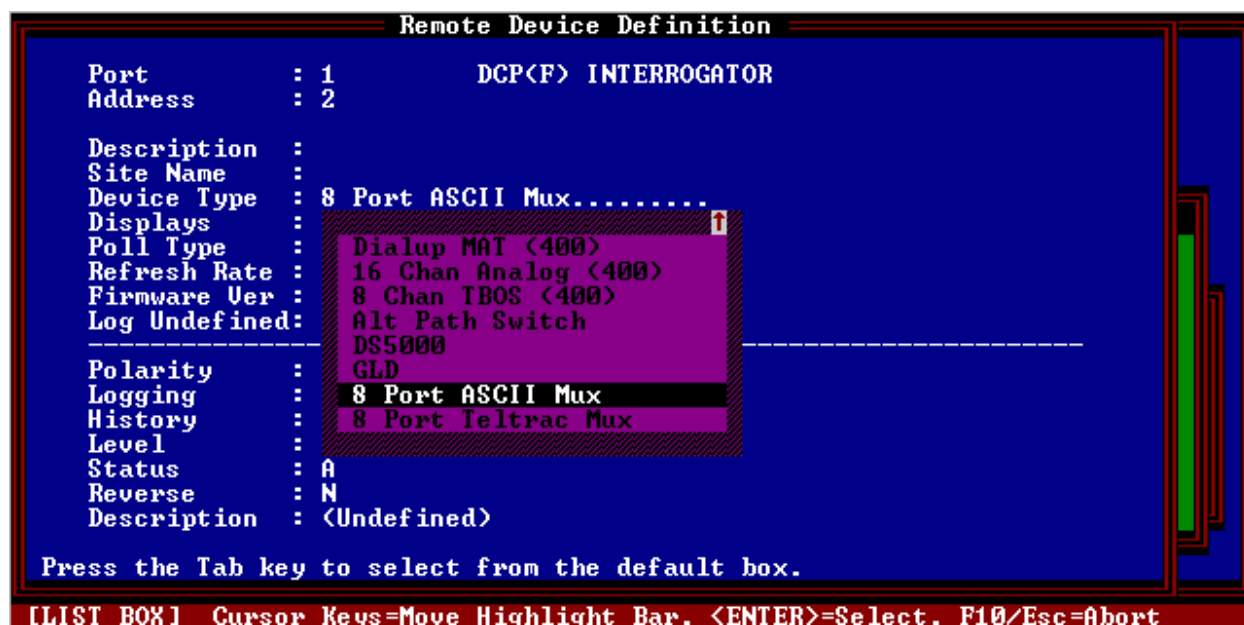 Remote Device Definition
Port : 1 DCP(F) INTERROGATOR
Address : 2
Description :
Site Name :
Device Type : 8 Port ASCII Mux.........
Displays :
Poll Type : Dialup MAT (400)
Refresh Rate : 16 Chan Analog (400)
Firmware Ver : 8 Chan TBOS (400)
Log Undefined: Alt Path Switch
DS5000
Polarity : GLD
Logging : 8 Port ASCII Mux
History : 8 Port Teltrac Mux
Level :
Status : A
Reverse : N
Description : (Undefined)
Press the Tab key to select from the default box.
[LIST BOX] Cursor Keys=Move Highlight Bar, <ENTER>=Select, F10/Esc=Abort